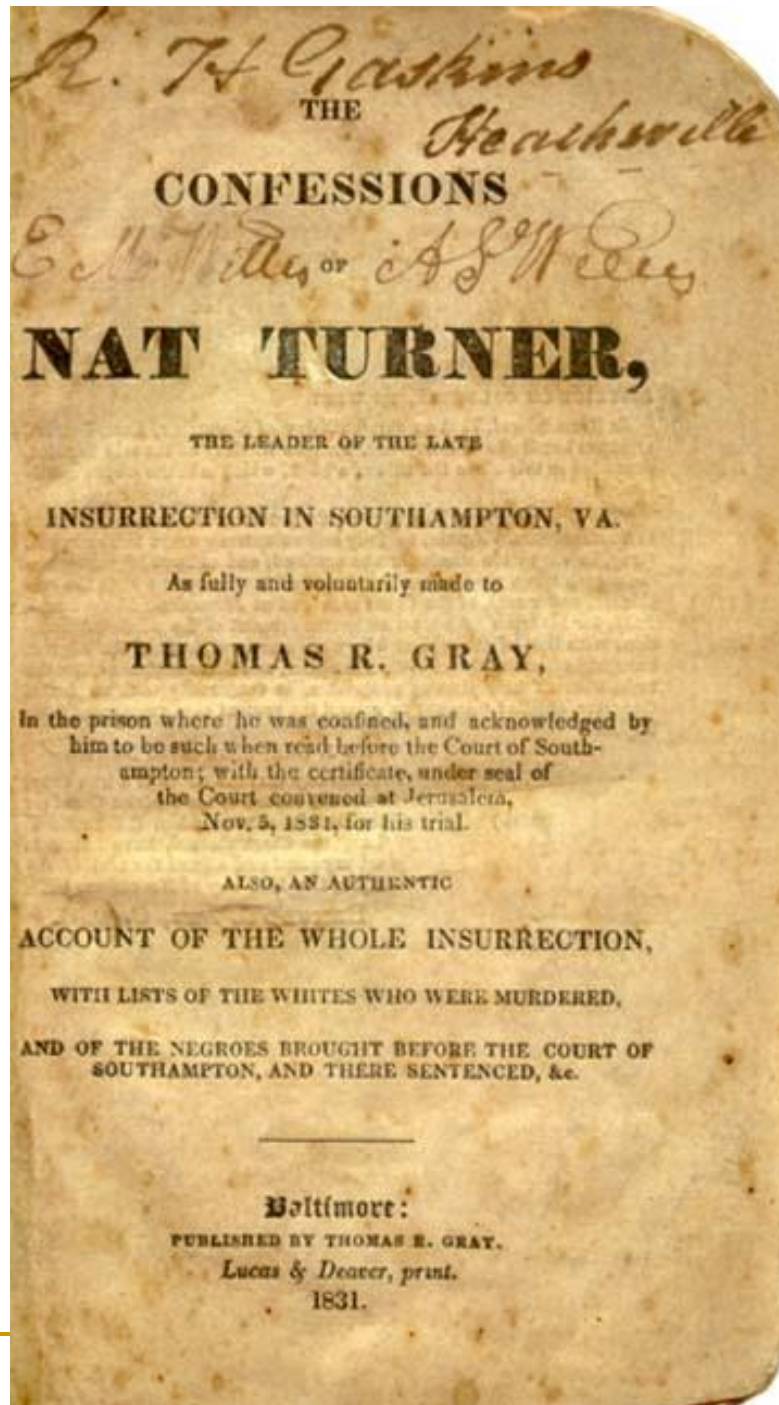 R. H Gaskins
THE
Heathsville
CONFESSIONS
OF
NAT TURNER,
THE LEADER OF THE LATE
INSURRECTION IN SOUTHAMPTON, VA.
As fully and voluntarily made to
THOMAS R. GRAY,
In the prison where he was confined, and acknowledged by
him to be such when read before the Court of South-
ampton; with the certificate, under seal of
the Court convened at Jerusalem,
Nov. 5, 1831, for his trial.
ALSO, AN AUTHENTIC
ACCOUNT OF THE WHOLE INSURRECTION,
WITH LISTS OF THE WHITES WHO WERE MURDERED,
AND OF THE NEGROES BROUGHT BEFORE THE COURT OF
SOUTHAMPTON, AND THERE SENTENCED, &c.
Baltimore:
PUBLISHED BY THOMAS R. GRAY.
Lucas & Deaver, print.
1831.